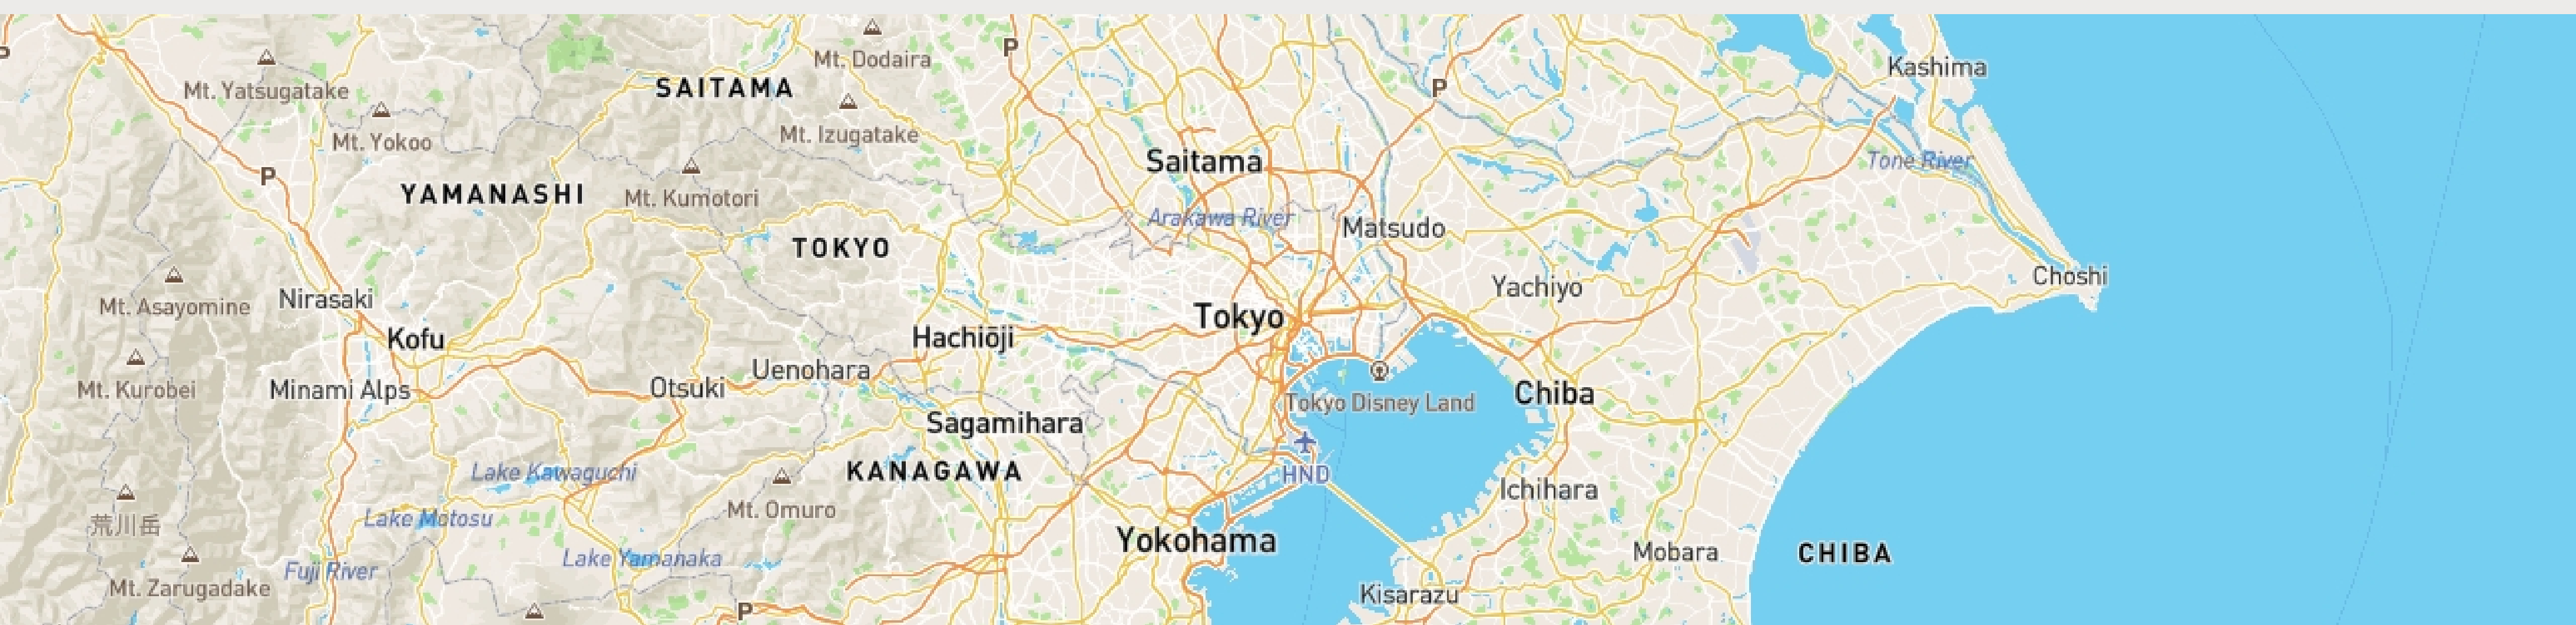 P
Mt. Dodaira
P
SAITAMA
Mt. Yatsugatake
Kashima
P
Mt. Izugatake
Mt. Yokoo
Saitama
Tone River
P
YAMANASHI
Mt. Kumotori
Arakawa River
Matsudo
TOKYO
Choshi
Yachiyo
Nirasaki
Mt. Asayomine
Tokyo
Kofu
Hachiōji
Uenohara
Otsuki
Mt. Kurobei
Minami Alps
Chiba
Tokyo Disney Land
Sagamihara
KANAGAWA
Lake Kawaguchi
HND
Ichihara
Mt. Omuro
Lake Motosu
荒川岳
Yokohama
Mobara
CHIBA
Lake Yamanaka
Fuji River
Mt. Zarugadake
Kisarazu
P